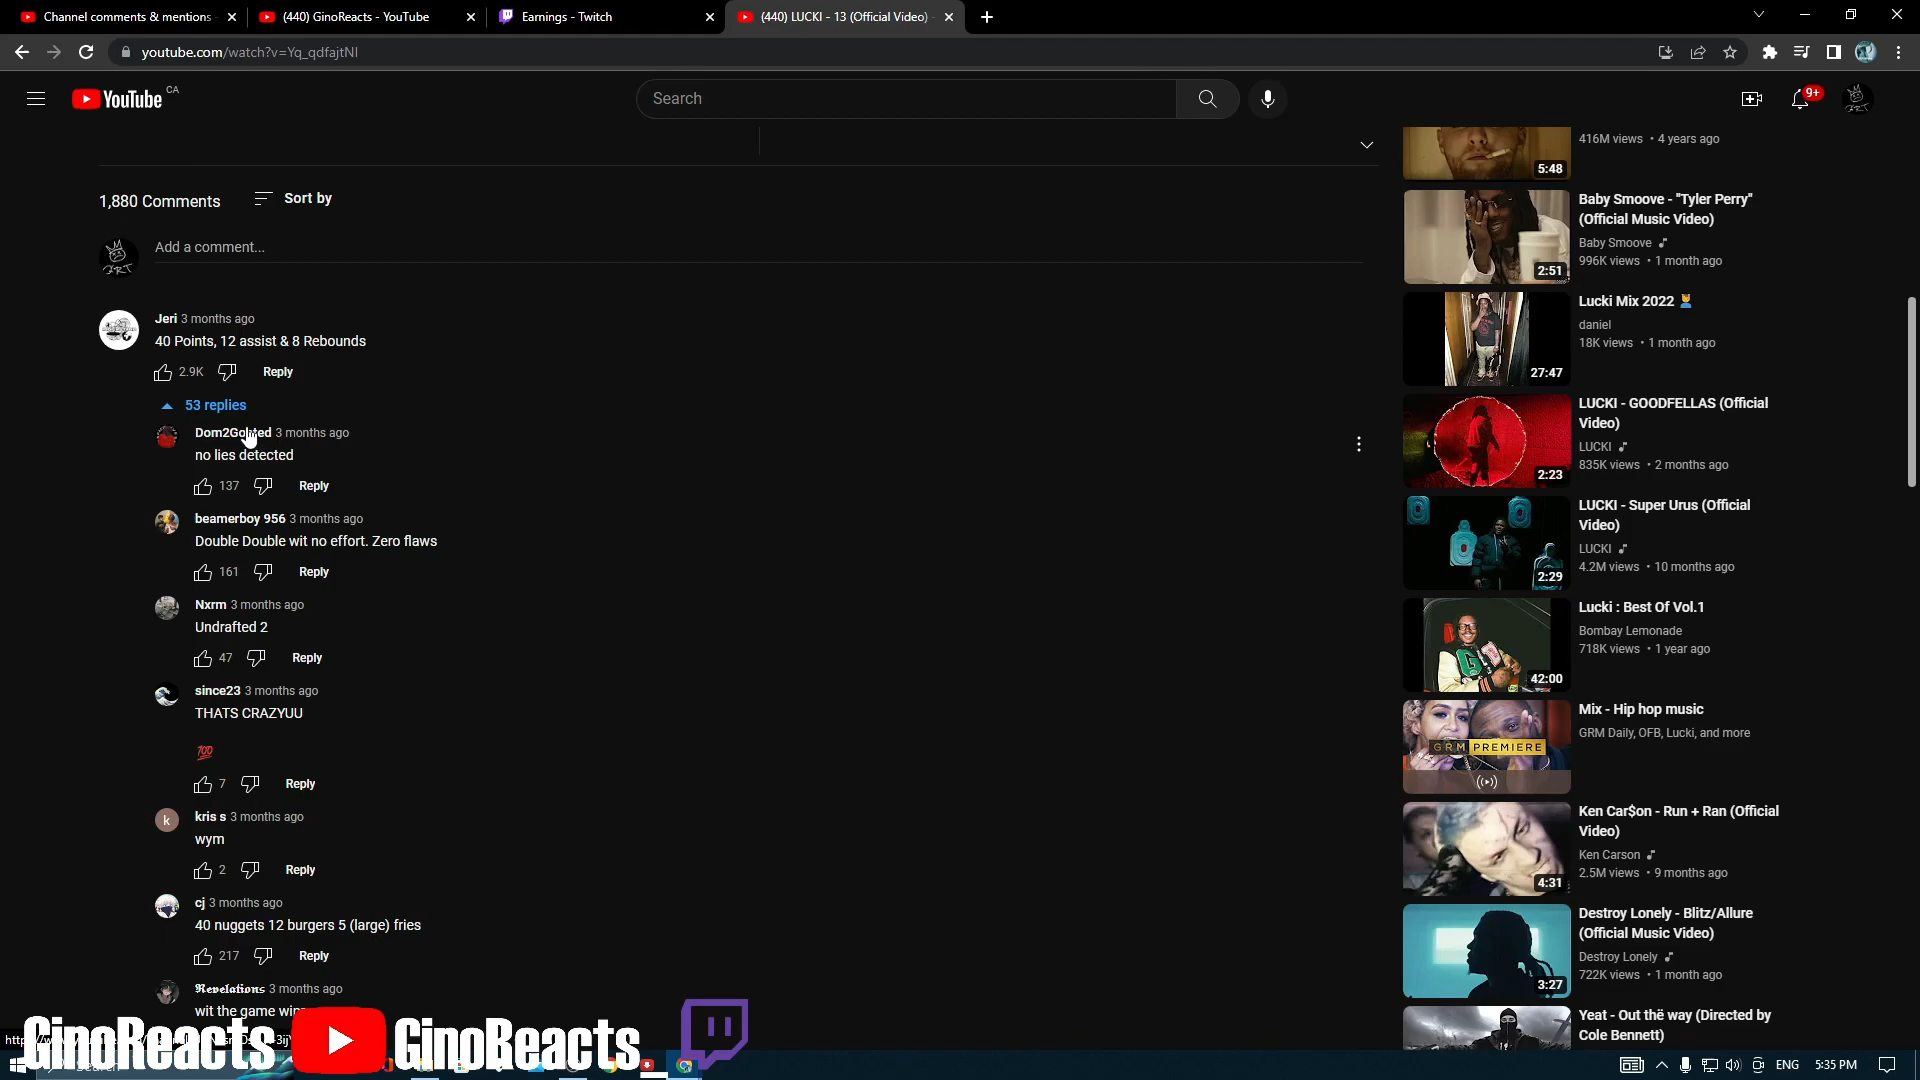 Channel comments & mentions
(440) GinoReacts - YouTube
Earnings - Twitch
(440) LUCKI - 13 (Official Video)
youtube.com/watch?v=Yq_qdfajtNI
YouTube CA
Search
9+
1,880 Comments
Sort by
Add a comment...
Jeri 3 months ago
40 Points, 12 assist & 8 Rebounds
2.9K
Reply
53 replies
3 months ago
no lies detected
137
Reply
beamerboy 956 3 months ago
Double Double wit no effort. Zero flaws
161
Reply
Nxrm 3 months ago
Undrafted 2
47
Reply
since23 3 months ago
THATS CRAZYUU
💯
7
Reply
k
kris s 3 months ago
wym
2
Reply
cj 3 months ago
40 nuggets 12 burgers 5 (large) fries
217
Reply
𝕽𝖊𝖛𝖊𝖑𝖆𝖙𝖎𝖔𝖓𝖘 3 months ago
wit the game
416M views • 4 years ago
5:48
Baby Smoove - "Tyler Perry"
(Official Music Video)
Baby Smoove
996K views • 1 month ago
2:51
Lucki Mix 2022
daniel
18K views • 1 month ago
27:47
LUCKI - GOODFELLAS (Official
Video)
LUCKI
835K views • 2 months ago
2:23
LUCKI - Super Urus (Official
Video)
LUCKI
4.2M views • 10 months ago
2:29
Lucki : Best Of Vol.1
Bombay Lemonade
718K views • 1 year ago
42:00
Mix - Hip hop music
GRM Daily, OFB, Lucki, and more
GRM PREMIERE
Ken Car$on - Run + Ran (Official
Video)
Ken Carson
2.5M views • 9 months ago
4:31
Destroy Lonely - Blitz/Allure
(Official Music Video)
Destroy Lonely
722K views • 1 month ago
3:27
Yeat - Out thë way (Directed by
Cole Bennett)
GinoReacts
GinoReacts
ENG
5:35 PM